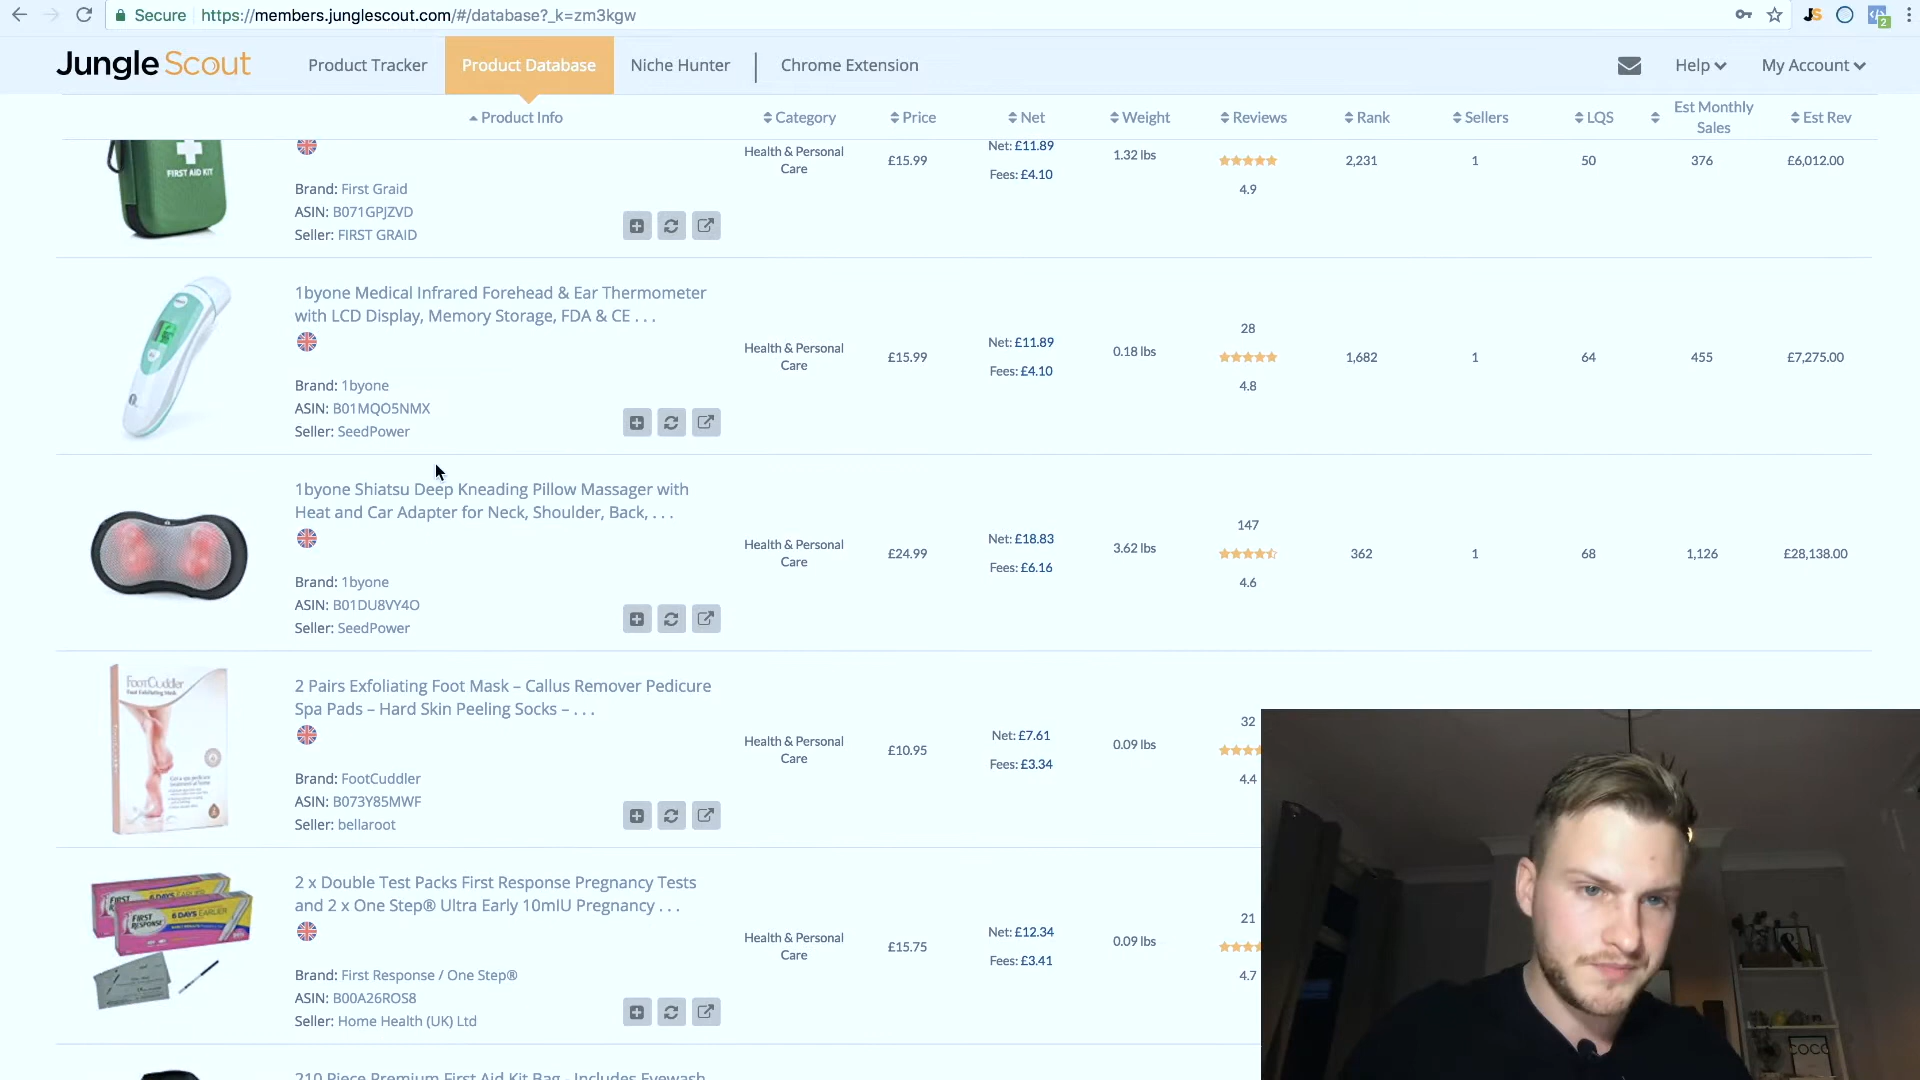 Secure https://members.junglescout.com/#/database?_k=zm3kgw
2
Jungle Scout
Product Tracker
Product Database
Niche Hunter
Chrome Extension
Help
My Account
Product Info
Category
Price
Net
Weight
Reviews
Rank
Sellers
LQS
Est Monthly
Sales
Est Rev
FIRST AID KIT
Brand: First Graid
ASIN: B071GPJZVD
Seller: FIRST GRAID
Health & Personal
Care
£15.99
Net: £11.89
Fees: £4.10
1.32 lbs
4.9
2,231
1
50
376
£6,012.00
1byone Medical Infrared Forehead & Ear Thermometer
with LCD Display, Memory Storage, FDA & CE . . .
Brand: 1byone
ASIN: B01MQO5NMX
Seller: SeedPower
Health & Personal
Care
£15.99
Net: £11.89
Fees: £4.10
0.18 lbs
28
4.8
1,682
1
64
455
£7,275.00
1byone Shiatsu Deep Kneading Pillow Massager with
Heat and Car Adapter for Neck, Shoulder, Back, . . .
Brand: 1byone
ASIN: B01DU8VY4O
Seller: SeedPower
Health & Personal
Care
£24.99
Net: £18.83
Fees: £6.16
3.62 lbs
147
4.6
362
1
68
1,126
£28,138.00
FootCuddler
2 Pairs Exfoliating Foot Mask – Callus Remover Pedicure
Spa Pads – Hard Skin Peeling Socks – . . .
Brand: FootCuddler
ASIN: B073Y85MWF
Seller: bellaroot
Health & Personal
Care
£10.95
Net: £7.61
Fees: £3.34
0.09 lbs
32
4.4
FIRST
RESPONSE
6 DAYS EARLIER
2 x Double Test Packs First Response Pregnancy Tests
and 2 x One Step® Ultra Early 10mIU Pregnancy . . .
Brand: First Response / One Step®
ASIN: B00A26ROS8
Seller: Home Health (UK) Ltd
Health & Personal
Care
£15.75
Net: £12.34
Fees: £3.41
0.09 lbs
21
4.7
210 Piece Premium First Aid Kit Bag - Includes Eyewash
COCO